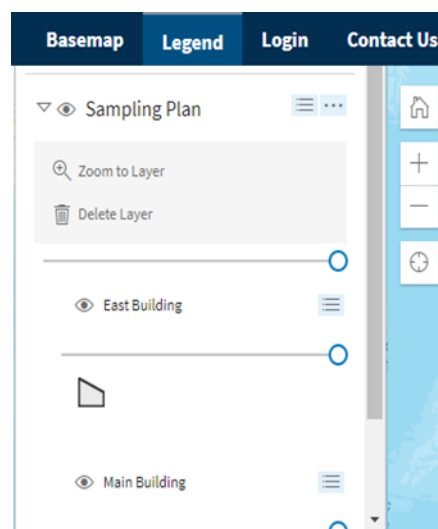 Basemap Legend Login Contact Us
Sampling Plan
Zoom to Layer
Delete Layer
East Building
Main Building